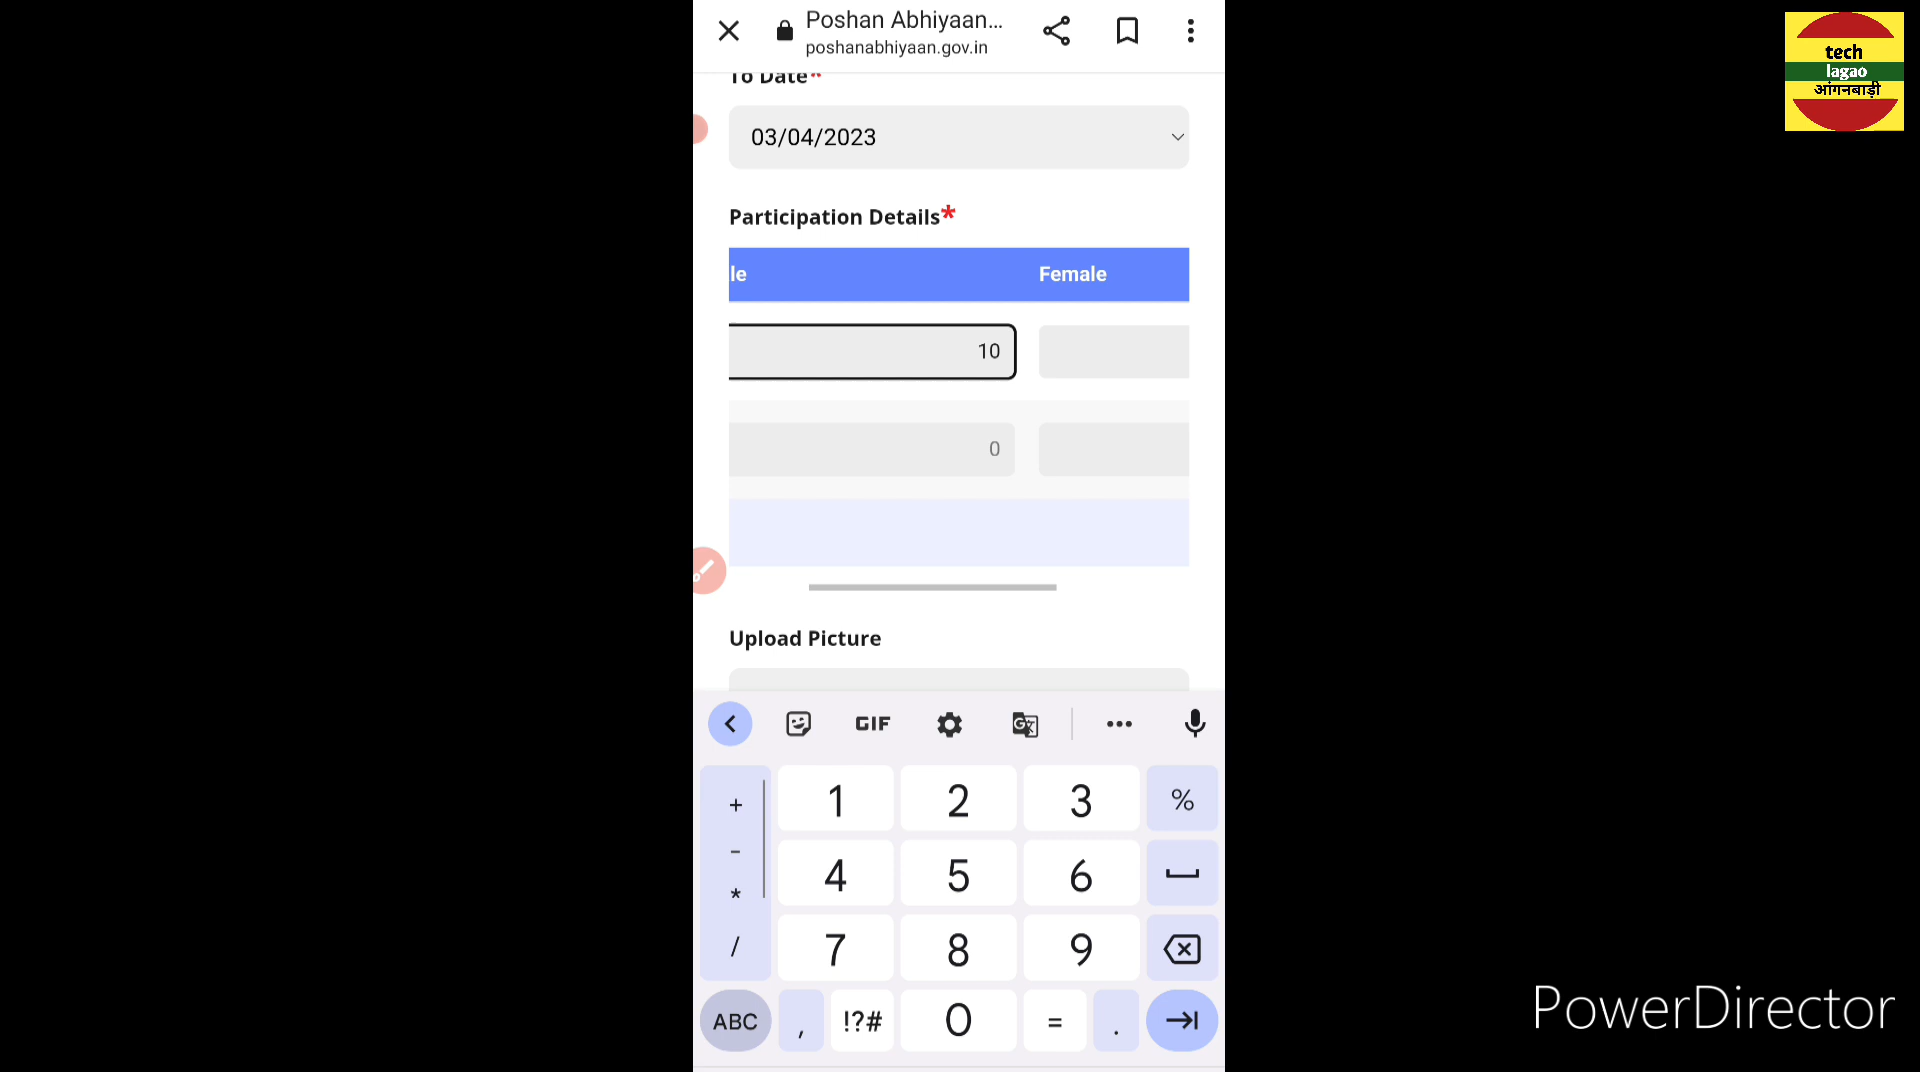 Poshan Abhiyaan...
poshanabhiyaan.gov.in
tech
lagao
आंगनबाड़ी
To Date*
03/04/2023
Participation Details*
le Female
10
0
Upload Picture
GIF
+ 1 2 3 %
- 4 5 6
*
/ 7 8 9
ABC , !?# 0 = .
PowerDirector